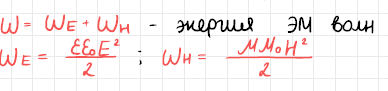 W = W_E + W_H - энергия ЭМ волн
W_E = εε₀E²/2 ; W_H = μμ₀H²/2